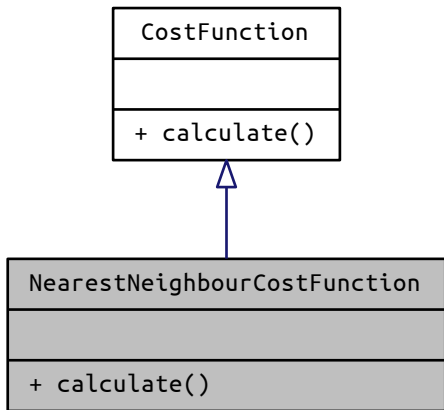 CostFunction
+ calculate()
NearestNeighbourCostFunction
+ calculate()